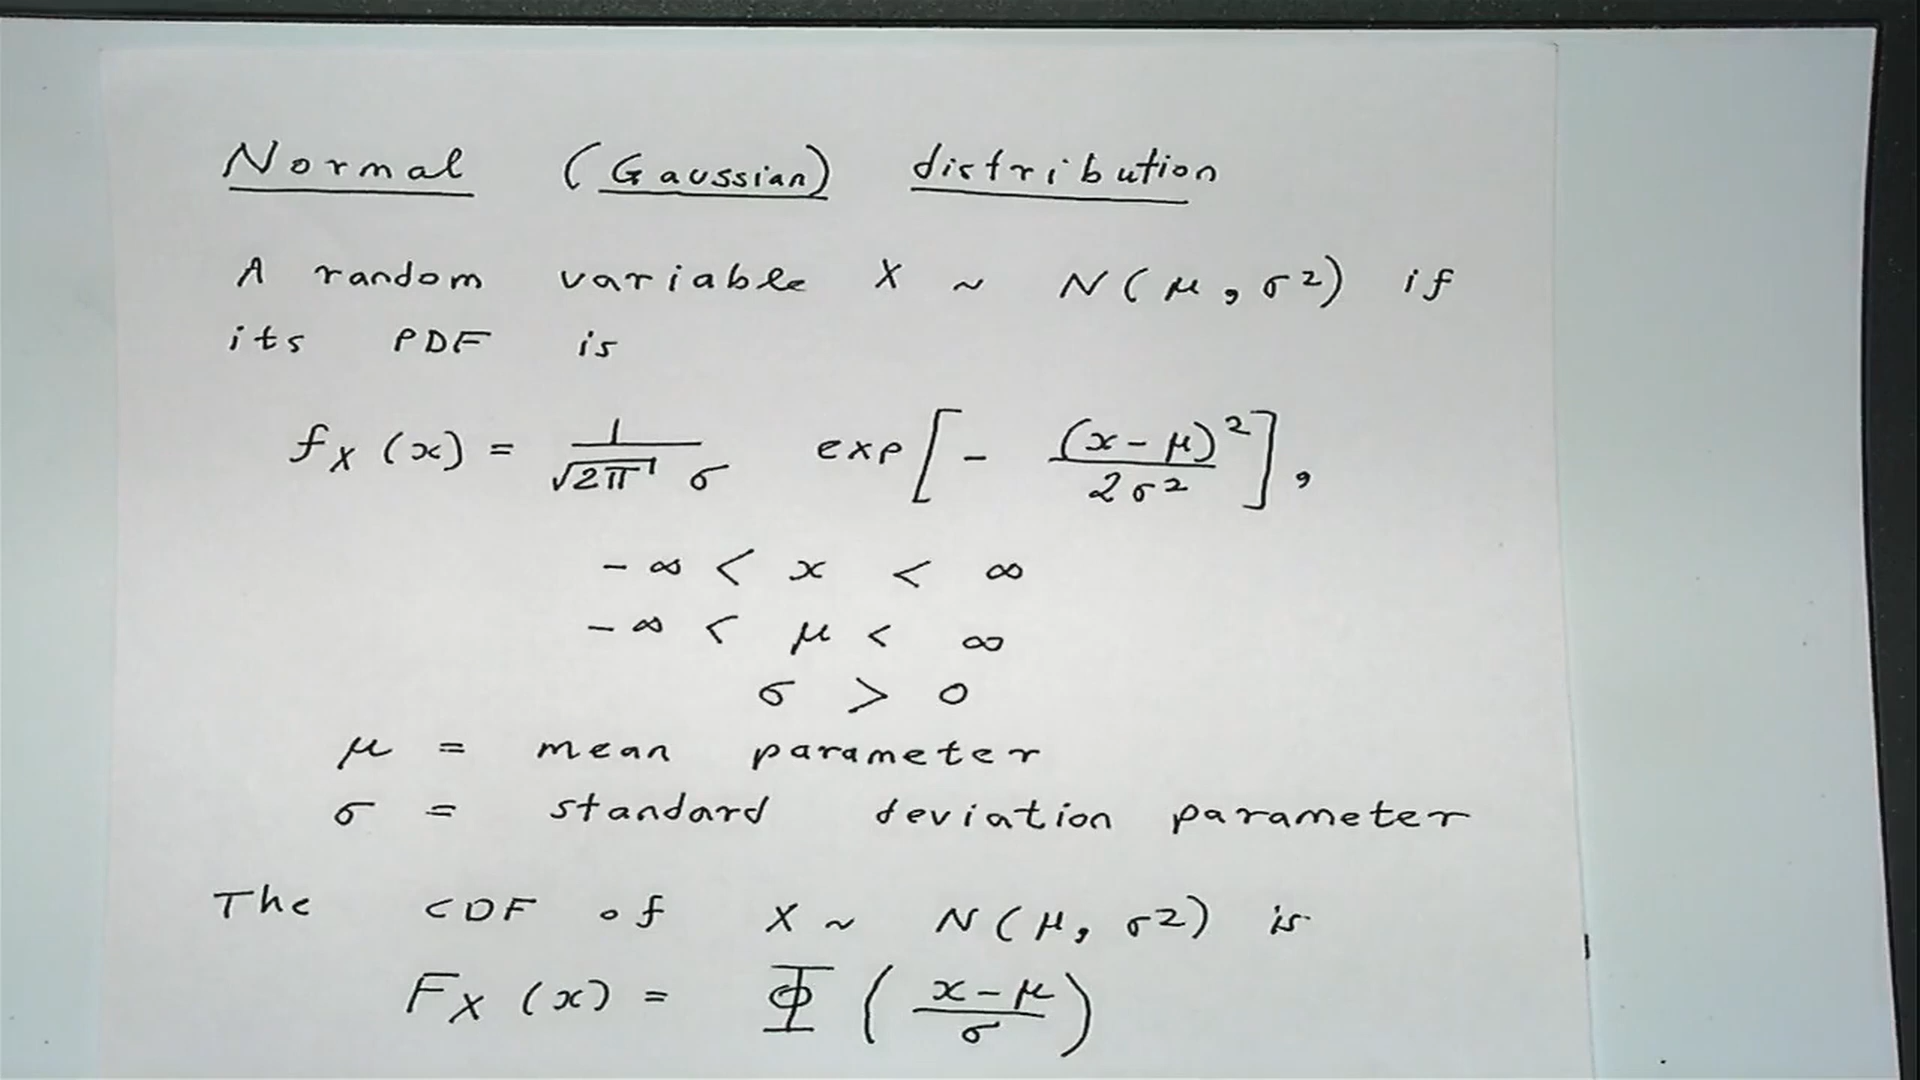 Normal (Gaussian) distribution
A random variable X ~ N(μ, σ²) if
its PDF is
f_X (x) = 1/(√2π σ) exp[- (x-μ)²/(2σ²)],
-∞ < x < ∞
-∞ < μ < ∞
σ > 0
μ = mean parameter
σ = standard deviation parameter
The CDF of X ~ N(μ, σ²) is
F_X (x) = Φ((x-μ)/σ)